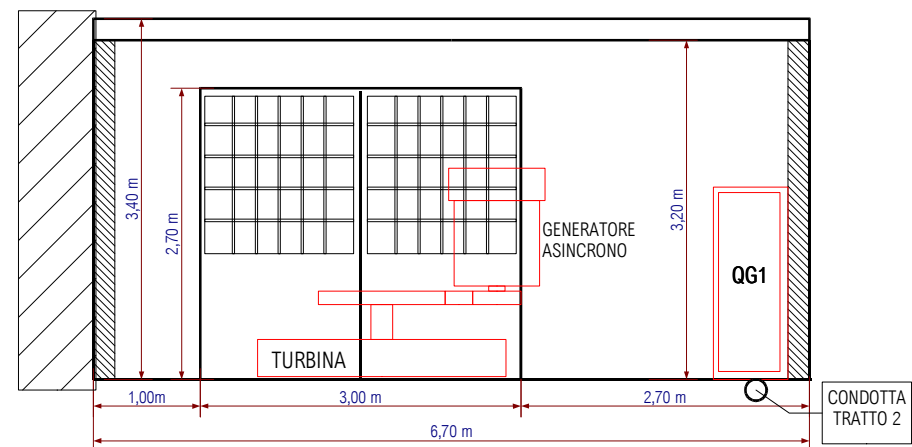 3,40 m
2,70 m
3,20 m
GENERATORE
ASINCRONO
QG1
TURBINA
1,00m
3,00 m
2,70 m
6,70 m
CONDOTTA
TRATTO 2